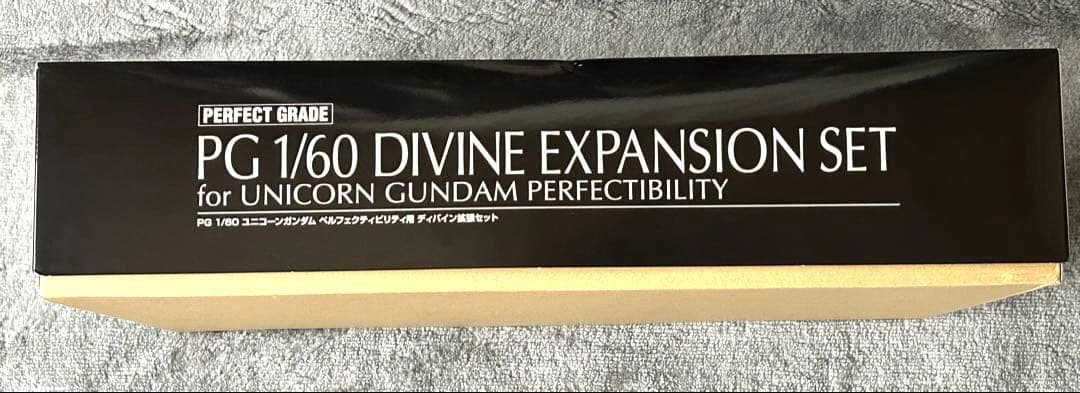 PERFECT GRADE
PG 1/60 DIVINE EXPANSION SET
for UNICORN GUNDAM PERFECTIBILITY
PG 1/60 ユニコーンガンダム ペルフェクティビリティ用 ディバイン拡張セット